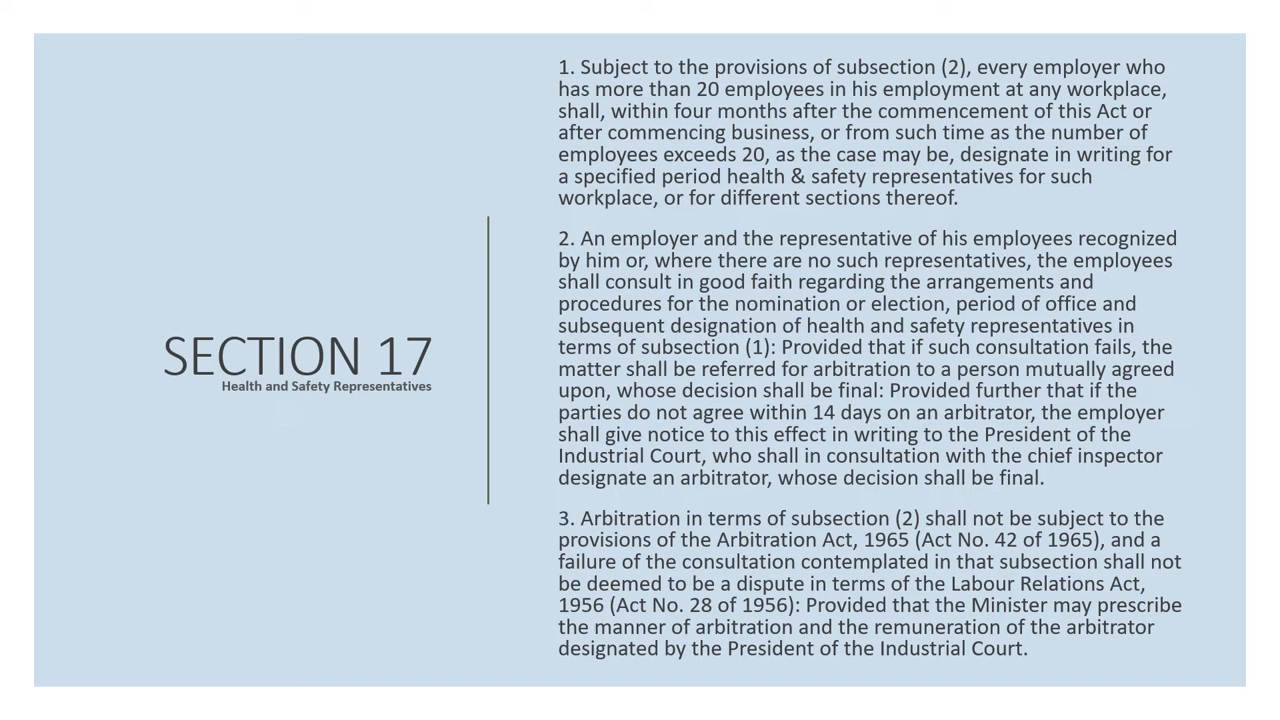 SECTION 17
Health and Safety Representatives
1. Subject to the provisions of subsection (2), every employer who
has more than 20 employees in his employment at any workplace,
shall, within four months after the commencement of this Act or
after commencing business, or from such time as the number of
employees exceeds 20, as the case may be, designate in writing for
a specified period health & safety representatives for such
workplace, or for different sections thereof.
2. An employer and the representative of his employees recognized
by him or, where there are no such representatives, the employees
shall consult in good faith regarding the arrangements and
procedures for the nomination or election, period of office and
subsequent designation of health and safety representatives in
terms of subsection (1): Provided that if such consultation fails, the
matter shall be referred for arbitration to a person mutually agreed
upon, whose decision shall be final: Provided further that if the
parties do not agree within 14 days on an arbitrator, the employer
shall give notice to this effect in writing to the President of the
Industrial Court, who shall in consultation with the chief inspector
designate an arbitrator, whose decision shall be final.
3. Arbitration in terms of subsection (2) shall not be subject to the
provisions of the Arbitration Act, 1965 (Act No. 42 of 1965), and a
failure of the consultation contemplated in that subsection shall not
be deemed to be a dispute in terms of the Labour Relations Act,
1956 (Act No. 28 of 1956): Provided that the Minister may prescribe
the manner of arbitration and the remuneration of the arbitrator
designated by the President of the Industrial Court.